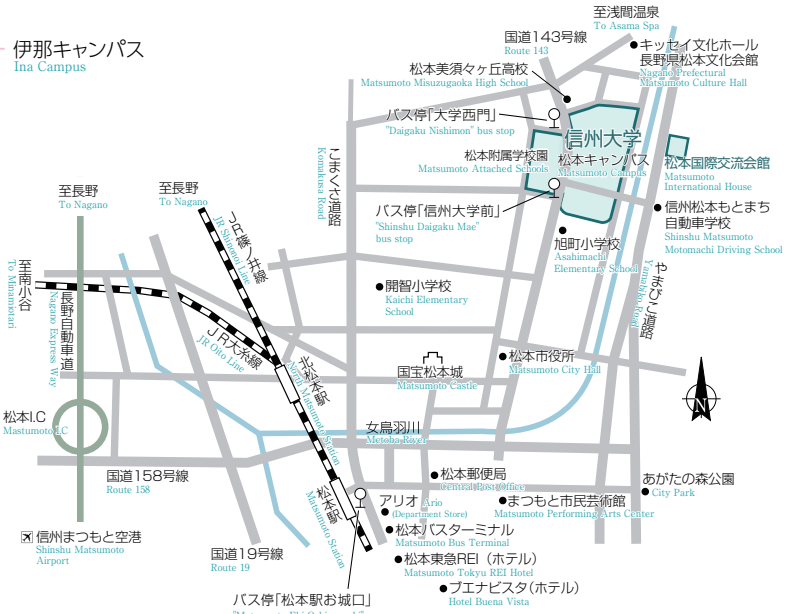 伊那キャンパス
Ina Campus
至浅間温泉
To Asama Spa
国道143号線
Route 143
キッセイ文化ホール
長野県松本文化会館
Nagano Prefectural
Matsumoto Culture Hall
松本美須々ヶ丘高校
Matsumoto Misuzugaoka High School
バス停「大学西門」
"Daigaku Nishimon" bus stop
信州大学
松本キャンパス
Matsumoto Campus
松本附属学校園
Matsumoto Attached Schools
松本国際交流会館
Matsumoto
International House
こまくさ道路
Komakusa Road
至長野
To Nagano
至長野
To Nagano
JR篠ノ井線
JR Shinonoi Line
バス停「信州大学前」
"Shinshu Daigaku Mae"
bus stop
信州松本もとまち
自動車学校
Shinshu Matsumoto
Motomachi Driving School
旭町小学校
Asahimachi
Elementary School
やまびこ道路
Yamabiko Road
至南小谷
To Minamiotari
長野自動車道
Nagano Express Way
開智小学校
Kaichi Elementary
School
JR大糸線
JR Oito Line
北松本駅
North Matsumoto Station
国宝松本城
Matsumoto Castle
松本市役所
Matsumoto City Hall
N
松本I.C
Mastumoto I.C
女鳥羽川
Metoba River
国道158号線
Route 158
松本駅
Matsumoto Station
松本郵便局
Central Post Office
あがたの森公園
City Park
アリオ Ario
(Department Store)
まつもと市民芸術館
Matsumoto Performing Arts Center
信州まつもと空港
Shinshu Matsumoto
Airport
国道19号線
Route 19
松本バスターミナル
Matsumoto Bus Terminal
松本東急REI（ホテル）
Matsumoto Tokyu REI Hotel
ブエナビスタ(ホテル)
Hotel Buena Vista
バス停「松本駅お城口」